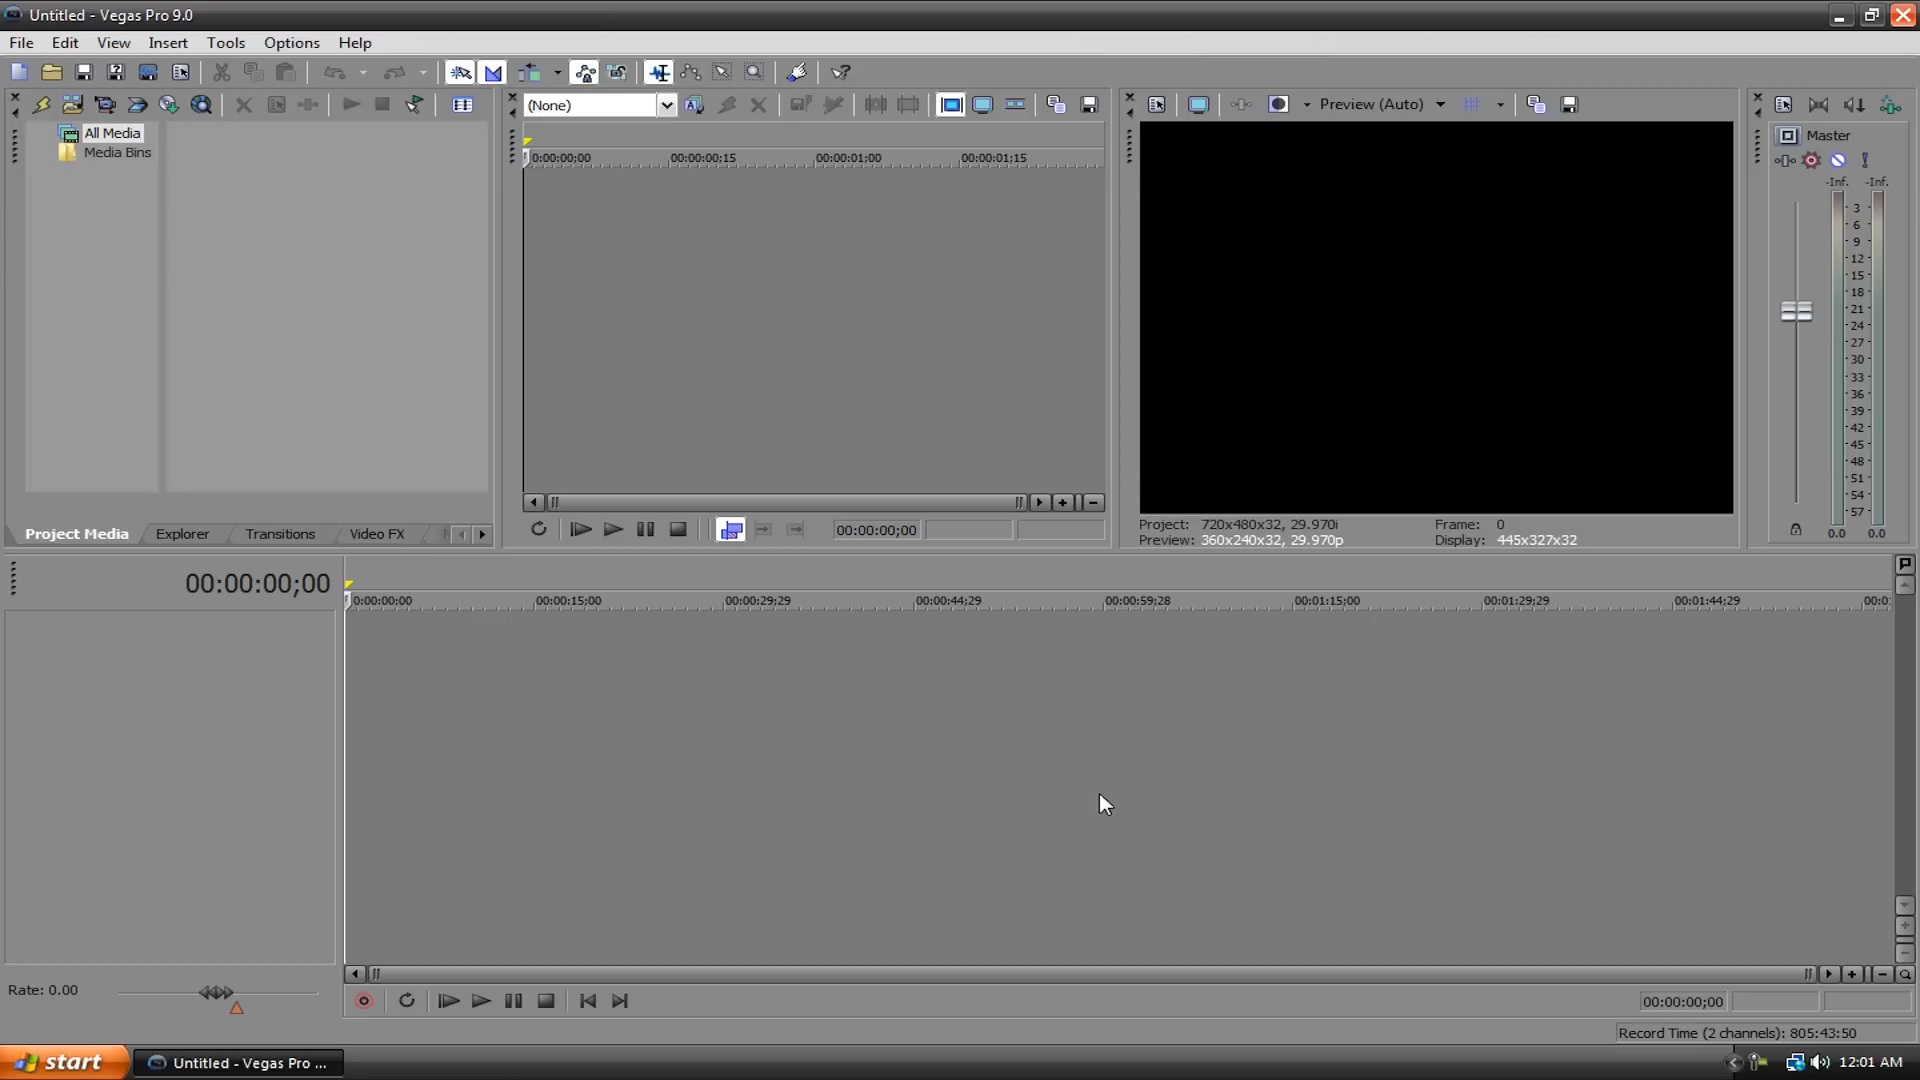 Untitled - Vegas Pro 9.0
File Edit View Insert Tools Options Help
(None)
Preview (Auto)
All Media
Media Bins
0:00:00;00 00:00:00;15 00:00:01;00 00:00:01;15
Master
-Inf. -Inf.
3
6
9
12
15
18
21
24
27
30
33
36
39
42
45
48
51
54
57
0.0 0.0
00:00:00;00
Project Media Explorer Transitions Video FX
Project: 720x480x32, 29.970i
Frame: 0
Preview: 360x240x32, 29.970p
Display: 445x327x32
00:00:00;00
0:00:00;00 00:00:15;00 00:00:29;29 00:00:44;29 00:00:59;28 00:01:15;00 00:01:29;29 00:01:44;29 00:0
Rate: 0.00
00:00:00;00
Record Time (2 channels): 805:43:50
start
Untitled - Vegas Pro ...
12:01 AM